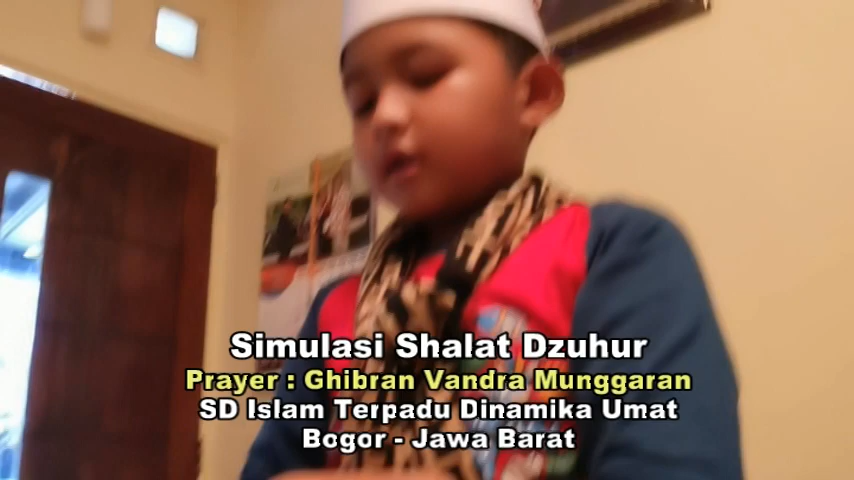 Simulasi Shalat Dzuhur
Prayer : Ghibran Vandra Munggaran
SD Islam Terpadu Dinamika Umat
Bogor - Jawa Barat